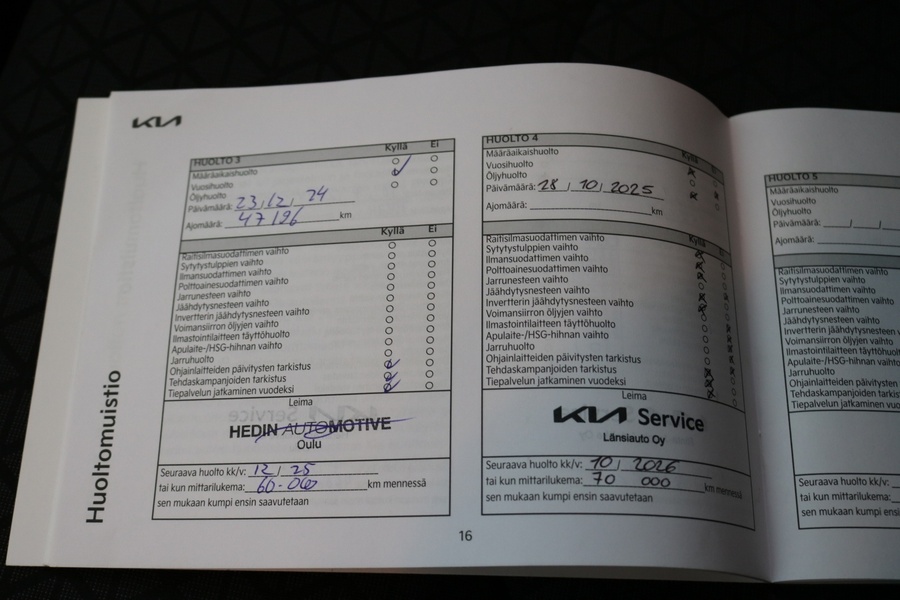 KIA
Huoltomuistio
HUOLTO 3
Kyllä Ei
Määräaikaishuolto
Vuosihuolto
Öljyhuolto
Päivämäärä: 23/12/24
Ajomäärä: 47126 km
Kyllä Ei
Raitisilmasuodattimen vaihto
Sytytystulppien vaihto
Ilmansuodattimen vaihto
Polttoainesuodattimen vaihto
Jarrunesteen vaihto
Jäähdytysnesteen vaihto
Invertterin jäähdytysnesteen vaihto
Voimansiirron öljyjen vaihto
Ilmastointilaitteen täyttöhuolto
Apulaite-/HSG-hihnan vaihto
Jarruhuolto
Ohjainlaitteiden päivitysten tarkistus
Tehdaskampanjoiden tarkistus
Tiepalvelun jatkaminen vuodeksi
Leima
HEDIN AUTOMOTIVE
Oulu
Seuraava huolto kk/v: 12/25
tai kun mittarilukema: 60-000 km mennessä
sen mukaan kumpi ensin saavutetaan
HUOLTO 4
Kyllä Ei
Määräaikaishuolto
Vuosihuolto
Öljyhuolto
Päivämäärä: 28/10/2025
Ajomäärä: km
Kyllä Ei
Raitisilmasuodattimen vaihto
Sytytystulppien vaihto
Ilmansuodattimen vaihto
Polttoainesuodattimen vaihto
Jarrunesteen vaihto
Jäähdytysnesteen vaihto
Invertterin jäähdytysnesteen vaihto
Voimansiirron öljyjen vaihto
Ilmastointilaitteen täyttöhuolto
Apulaite-/HSG-hihnan vaihto
Jarruhuolto
Ohjainlaitteiden päivitysten tarkistus
Tehdaskampanjoiden tarkistus
Tiepalvelun jatkaminen vuodeksi
Leima
KIA Service
Länsiauto Oy
Seuraava huolto kk/v: 10/2026
tai kun mittarilukema: 70 000 km mennessä
sen mukaan kumpi ensin saavutetaan
16
HUOLTO 5
Määräaikaishuolto
Vuosihuolto
Öljyhuolto
Päivämäärä: / /
Ajomäärä:
Raitisilmasuodattimen vaihto
Sytytystulppien vaihto
Ilmansuodattimen vaihto
Polttoainesuodattimen vaihto
Jarrunesteen vaihto
Jäähdytysnesteen vaihto
Invertterin jäähdytysnesteen v
Voimansiirron öljyjen vaihto
Ilmastointilaitteen täyttöhuolto
Apulaite-/HSG-hihnan vaihto
Jarruhuolto
Ohjainlaitteiden päivitysten
Tehdaskampanjoiden tarkistus
Tiepalvelun jatkaminen vuod
Seuraava huolto kk/v:
tai kun mittarilukema:
sen mukaan kumpi ensin